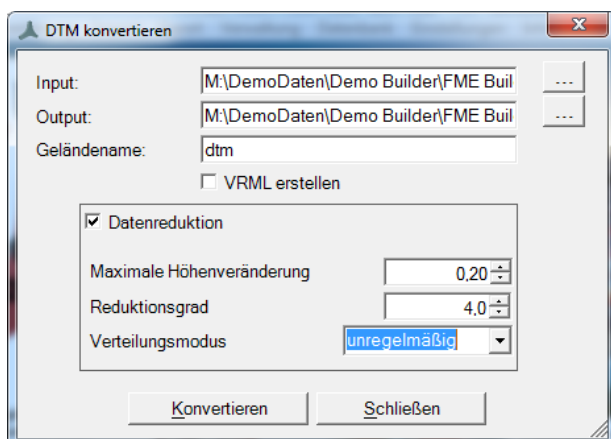 DTM konvertieren
Input: M:\DemoDaten\Demo Builder\FME Buil ...
Output: M:\DemoDaten\Demo Builder\FME Buil ...
Geländename: dtm
VRML erstellen
Datenreduktion
Maximale Höhenveränderung 0,20
Reduktionsgrad 4,0
Verteilungsmodus unregelmäßig
Konvertieren Schließen